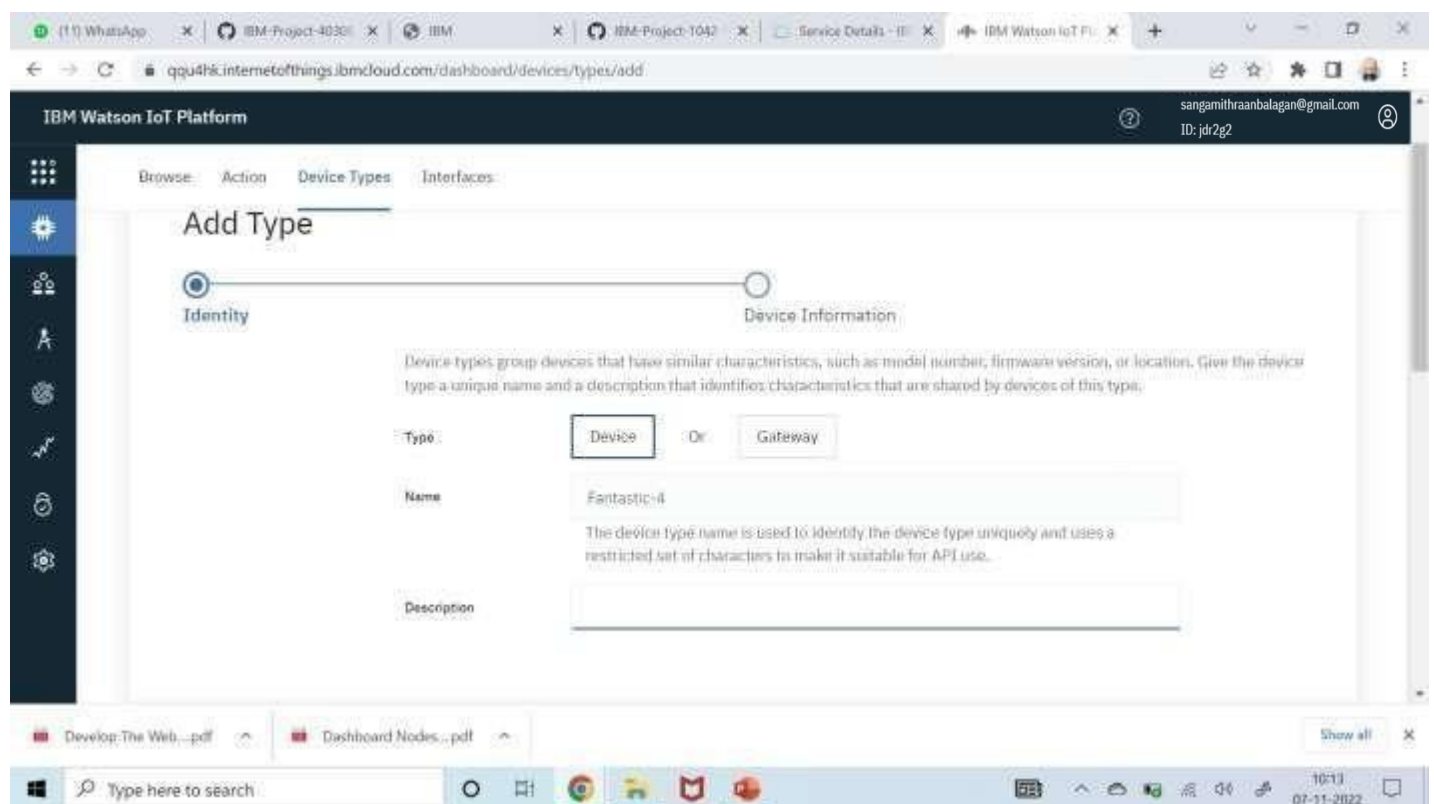 (11) WhatsApp
IBM-Project-4030
IBM
IBM-Project-1042
Service Details - IB
IBM Watson IoT Pl
qqu4hk.internetofthings.ibmcloud.com/dashboard/devices/types/add
IBM Watson IoT Platform
sangamithraanbalagan@gmail.com
ID: jdr2g2
Browse Action Device Types Interfaces
Add Type
Identity
Device Information
Device types group devices that have similar characteristics, such as model number, firmware version, or location. Give the device
type a unique name and a description that identifies characteristics that are shared by devices of this type.
Type Device Or Gateway
Name Fantastic-4
The device type name is used to identify the device type uniquely and uses a
restricted set of characters to make it suitable for API use.
Description
Develop The Web....pdf
Dashboard Nodes...pdf
Show all
Type here to search
10:13
07-11-2022